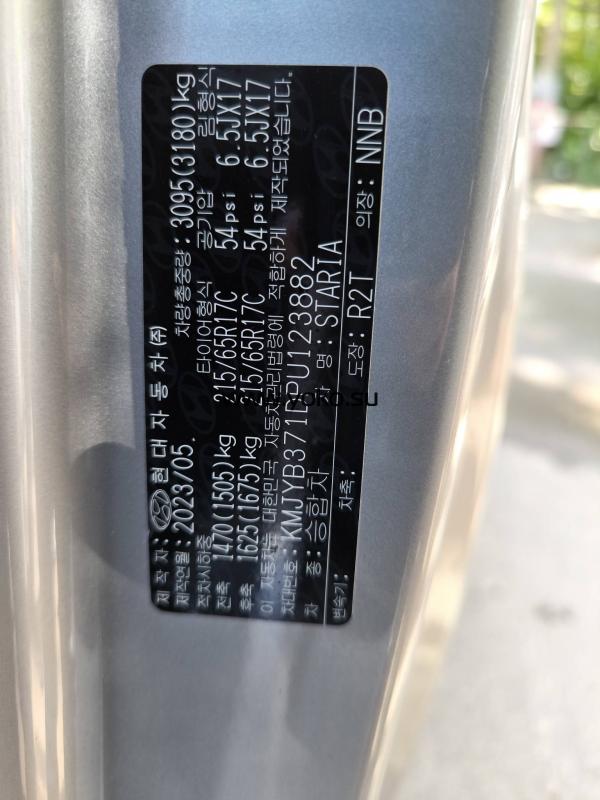 제 작 자: 현 대 자 동 차 (주)
제작연월: 2023/05. 차량총중량: 3095(3180)kg
적차시하중 타이어형식 공기압 림형식
전축 1470(1505)kg 215/65R17C 54psi 6.5JX17
후축 1625(1675)kg 215/65R17C 54psi 6.5JX17
이 자동차는 대한민국 자동차관리법령에 적합하게 제작되었습니다.
차대번호:
차 종: 승합차 차 명: STARIA
변속기: 차축: 도장: R2T 의장: NNB